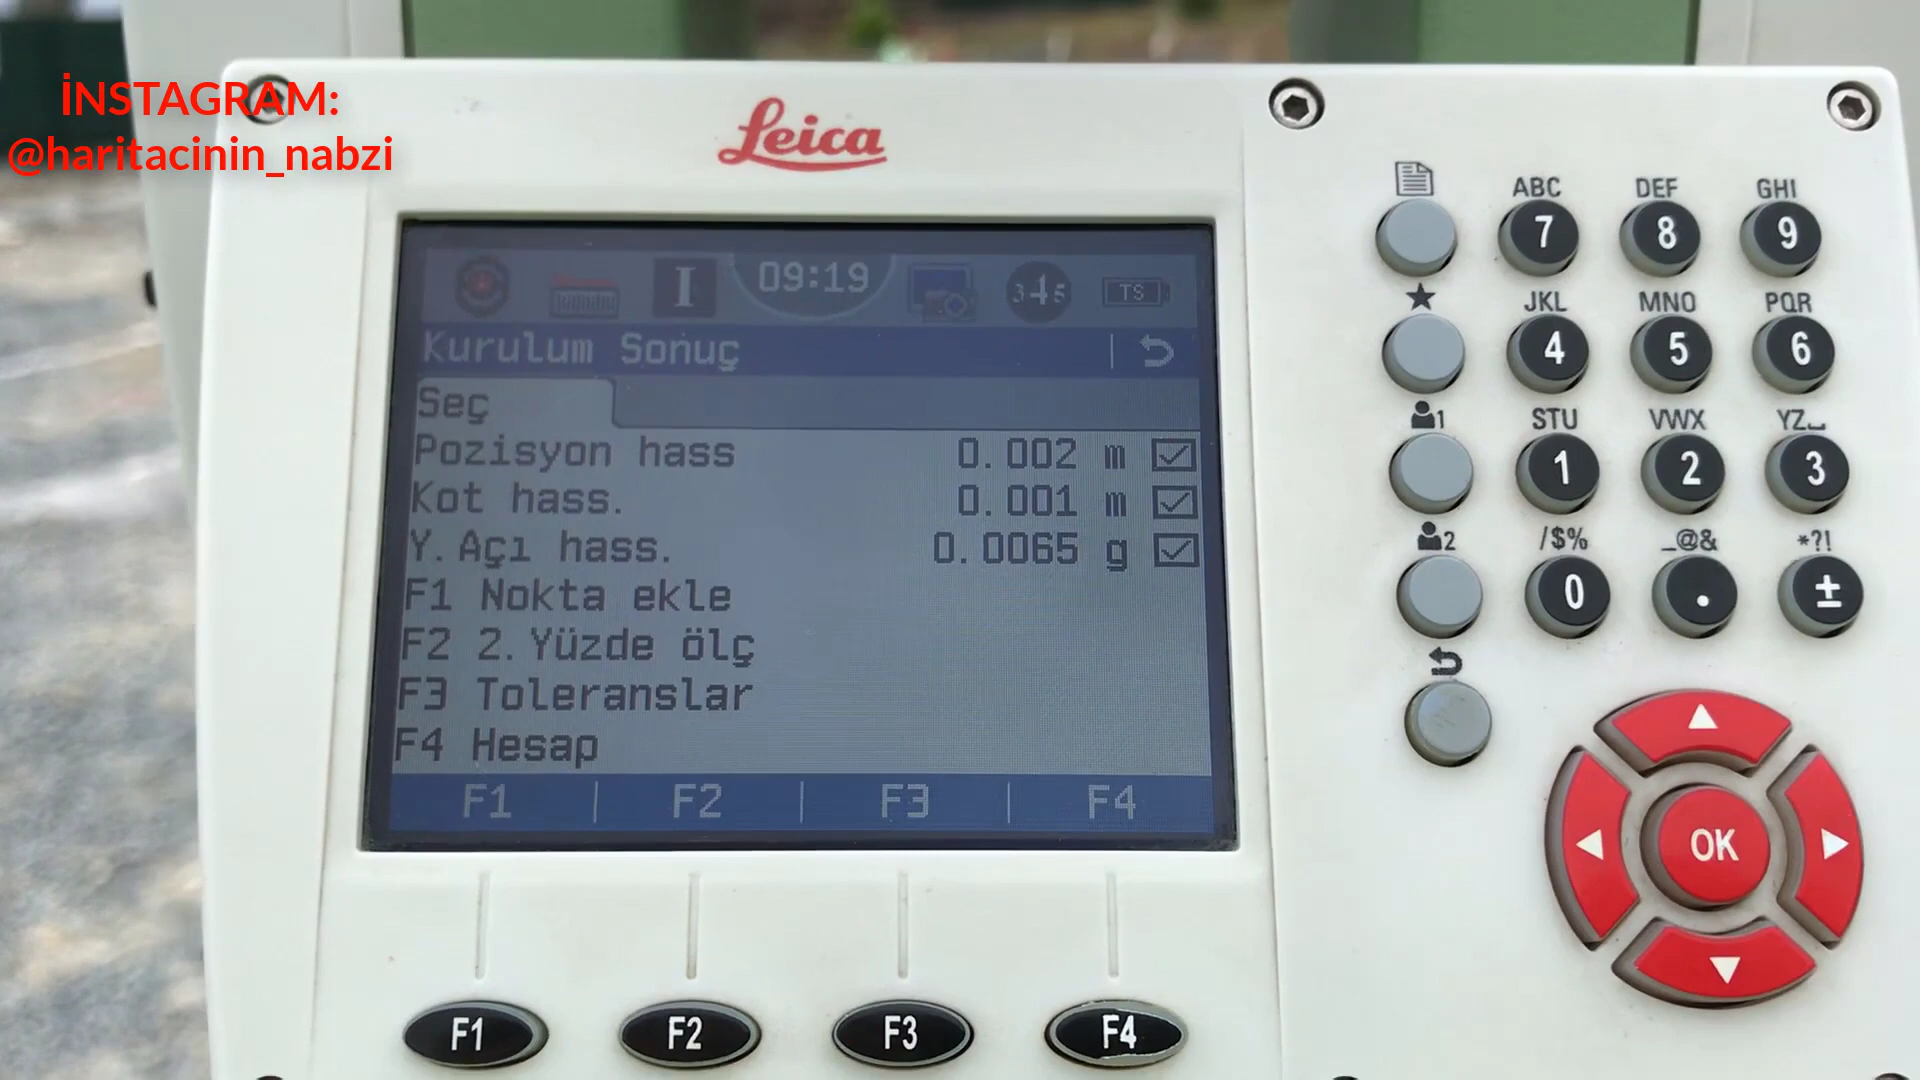 İNSTAGRAM:
@haritacinin_nabzi
Leica
I 09:19 345 TS
Kurulum Sonuç
Seç
Pozisyon hass 0.002 m
Kot hass. 0.001 m
Y.Açı hass. 0.0065 g
F1 Nokta ekle
F2 2.Yüzde ölç
F3 Toleranslar
F4 Hesap
F1 F2 F3 F4
F1 F2 F3 F4
ABC DEF GHI
7 8 9
JKL MNO PQR
4 5 6
1 STU VWX YZ
1 2 3
2 /$% _@& *?!
0 . ±
OK